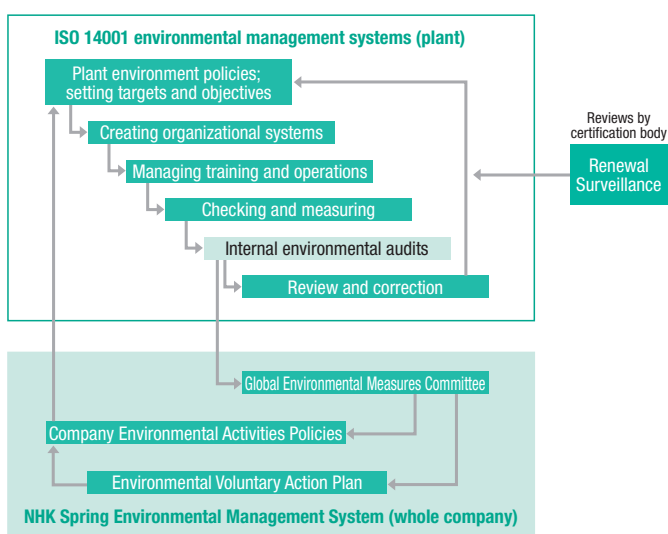 ISO 14001 environmental management systems (plant)
Plant environment policies;
setting targets and objectives
Creating organizational systems
Managing training and operations
Checking and measuring
Internal environmental audits
Review and correction
Reviews by
certification body
Renewal
Surveillance
Global Environmental Measures Committee
Company Environmental Activities Policies
Environmental Voluntary Action Plan
NHK Spring Environmental Management System (whole company)